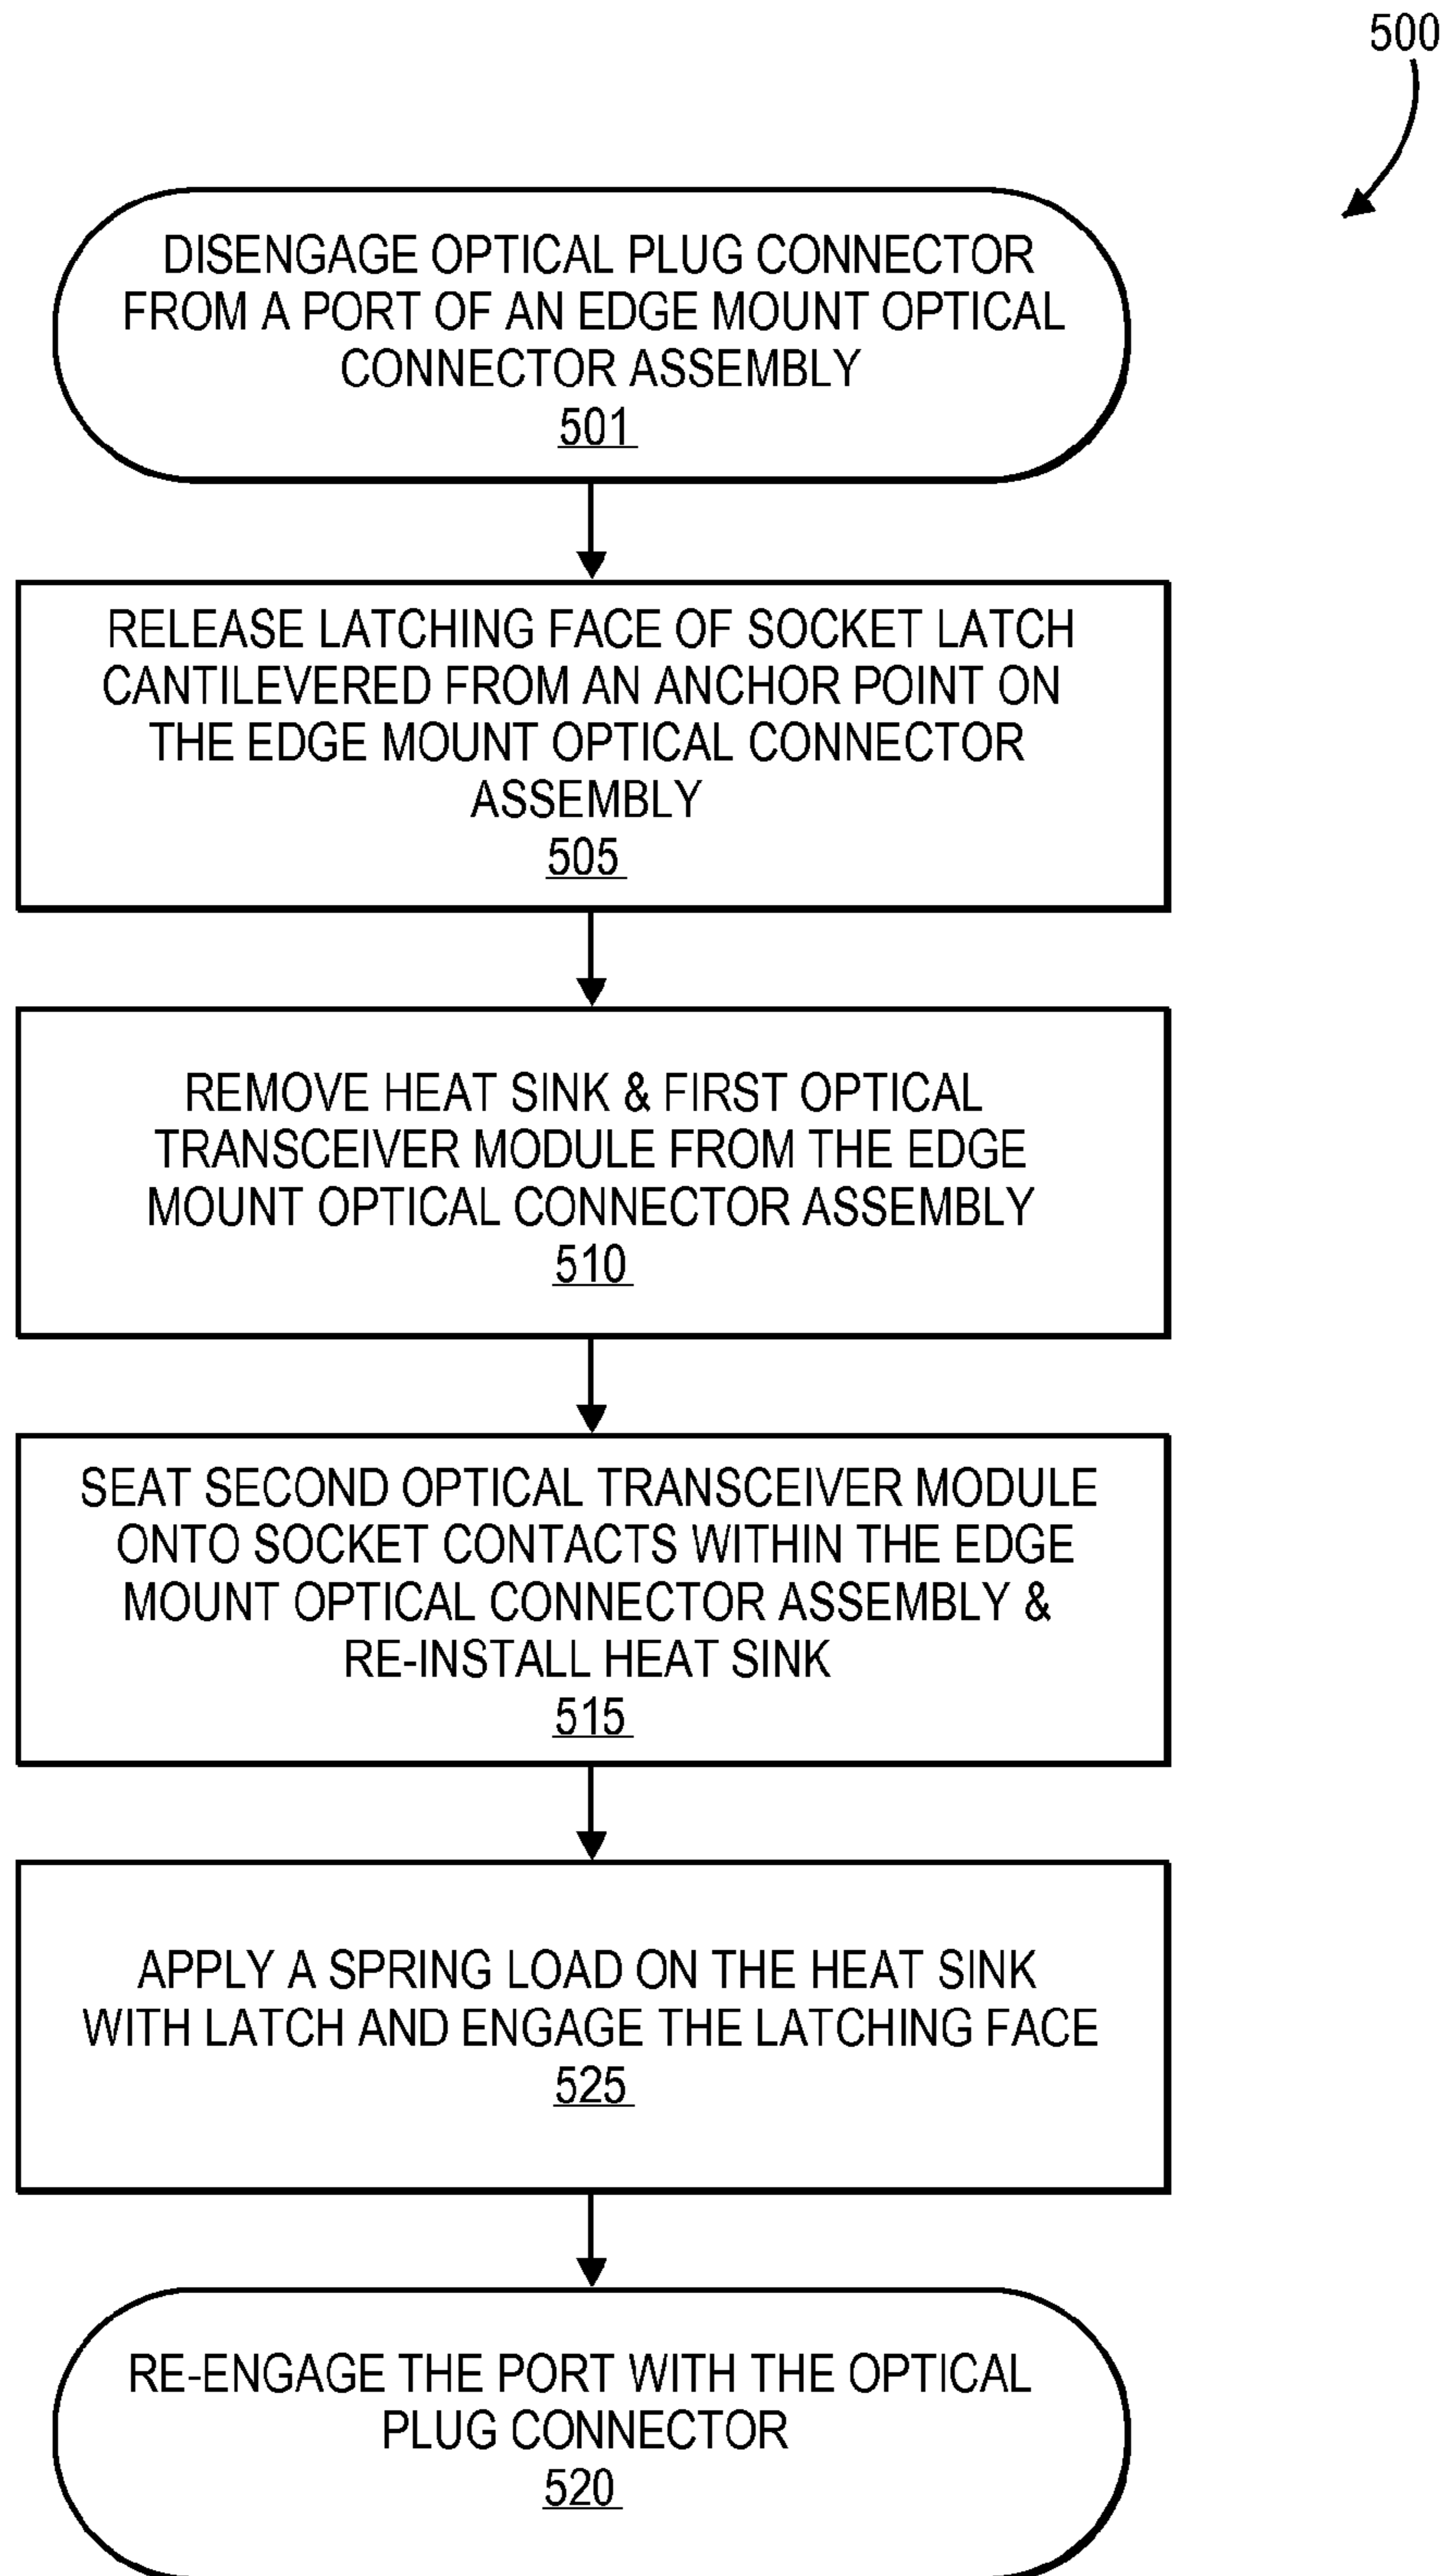 500
DISENGAGE OPTICAL PLUG CONNECTOR
FROM A PORT OF AN EDGE MOUNT OPTICAL
CONNECTOR ASSEMBLY
501
RELEASE LATCHING FACE OF SOCKET LATCH
CANTILEVERED FROM AN ANCHOR POINT ON
THE EDGE MOUNT OPTICAL CONNECTOR
ASSEMBLY
505
REMOVE HEAT SINK & FIRST OPTICAL
TRANSCEIVER MODULE FROM THE EDGE
MOUNT OPTICAL CONNECTOR ASSEMBLY
510
SEAT SECOND OPTICAL TRANSCEIVER MODULE
ONTO SOCKET CONTACTS WITHIN THE EDGE
MOUNT OPTICAL CONNECTOR ASSEMBLY &
RE-INSTALL HEAT SINK
515
APPLY A SPRING LOAD ON THE HEAT SINK
WITH LATCH AND ENGAGE THE LATCHING FACE
525
RE-ENGAGE THE PORT WITH THE OPTICAL
PLUG CONNECTOR
520